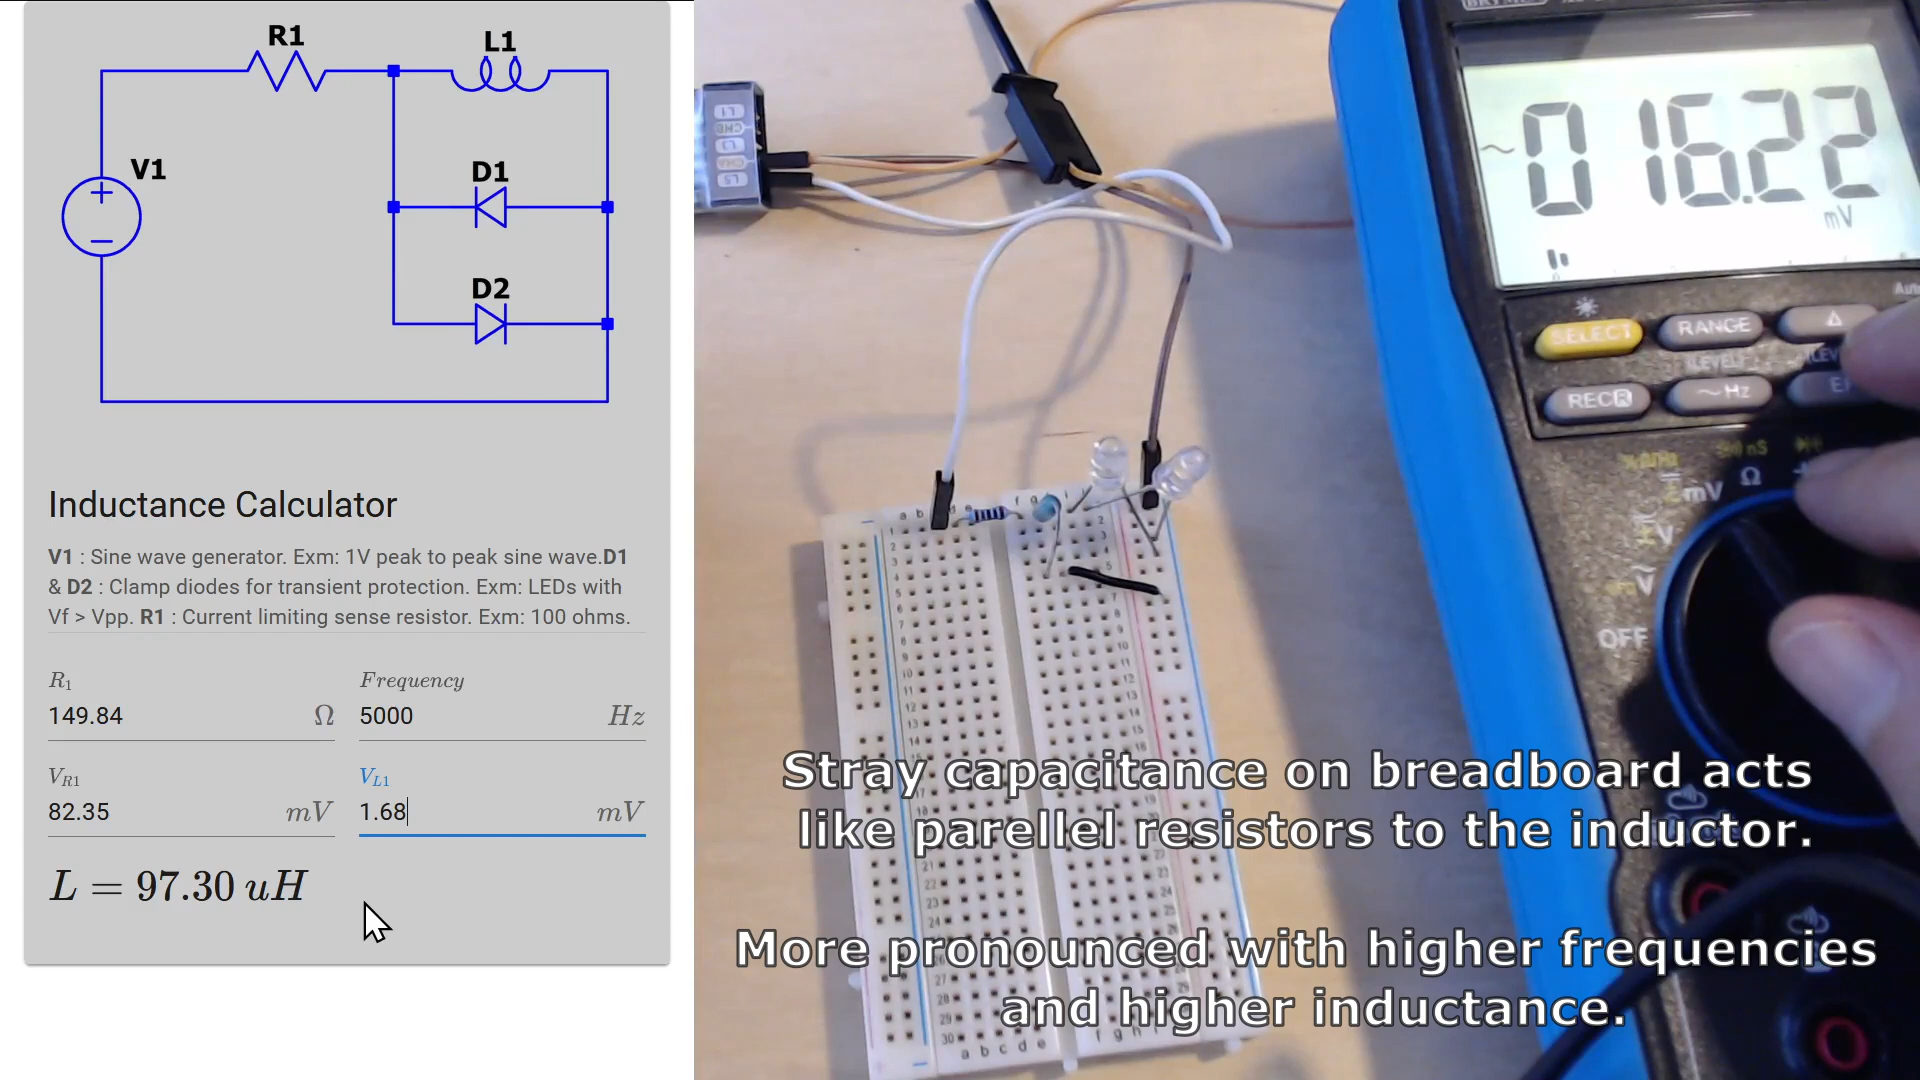 R1
L1
V1
D1
D2
Inductance Calculator
V1 : Sine wave generator. Exm: 1V peak to peak sine wave.D1
& D2 : Clamp diodes for transient protection. Exm: LEDs with
Vf > Vpp. R1 : Current limiting sense resistor. Exm: 100 ohms.
R1
Frequency
149.84 Ω
5000 Hz
VR1
VL1
82.35 mV
1.68 mV
L = 97.30 uH
~ 016.22
mV
SELECT
RANGE
Δ
RECR
~Hz
mV
Ω
V
V
OFF
Stray capacitance on breadboard acts
like parellel resistors to the inductor.
More pronounced with higher frequencies
and higher inductance.